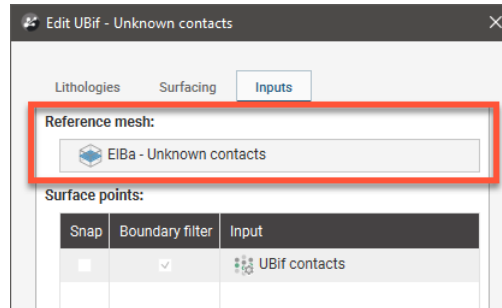 Edit UBif - Unknown contacts
Lithologies Surfacing Inputs
Reference mesh:
ElBa - Unknown contacts
Surface points:
Snap Boundary filter Input
UBif contacts